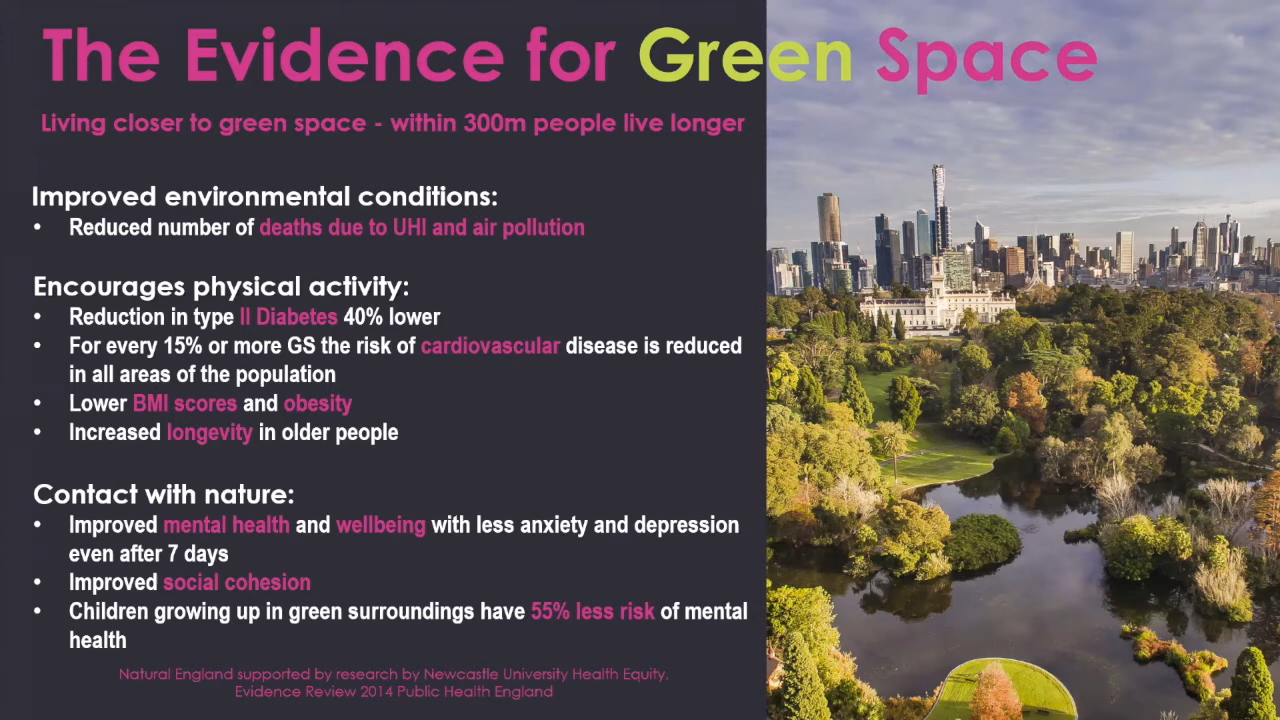 The Evidence for Green Space
Living closer to green space - within 300m people live longer
Improved environmental conditions:
• Reduced number of deaths due to UHI and air pollution
Encourages physical activity:
• Reduction in type II Diabetes 40% lower
• For every 15% or more GS the risk of cardiovascular disease is reduced
in all areas of the population
• Lower BMI scores and obesity
• Increased longevity in older people
Contact with nature:
• Improved mental health and wellbeing with less anxiety and depression
even after 7 days
• Improved social cohesion
• Children growing up in green surroundings have 55% less risk of mental
health
Natural England supported by research by Newcastle University Health Equity.
Evidence Review 2014 Public Health England